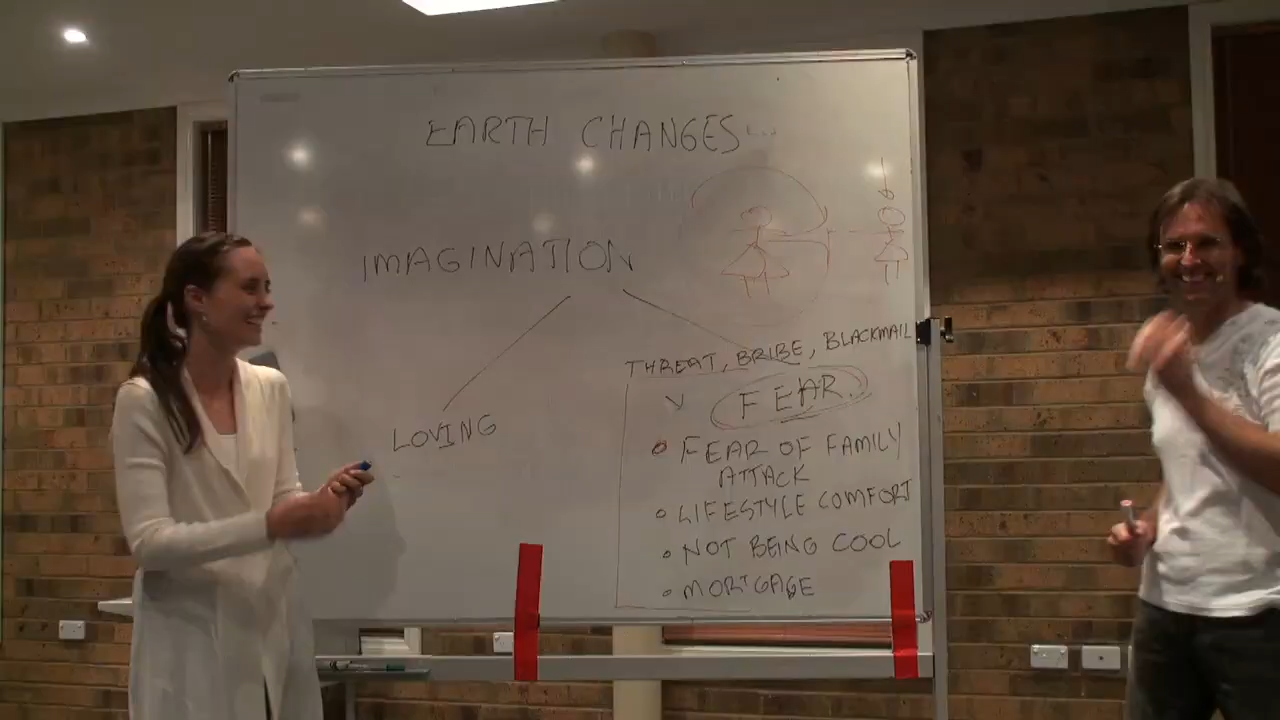 EARTH CHANGES
IMAGINATION
THREAT, BRIBE, BLACKMAIL
FEAR
LOVING
• FEAR OF FAMILY
ATTACK
• LIFESTYLE COMFORT
• NOT BEING COOL
• MORTGAGE